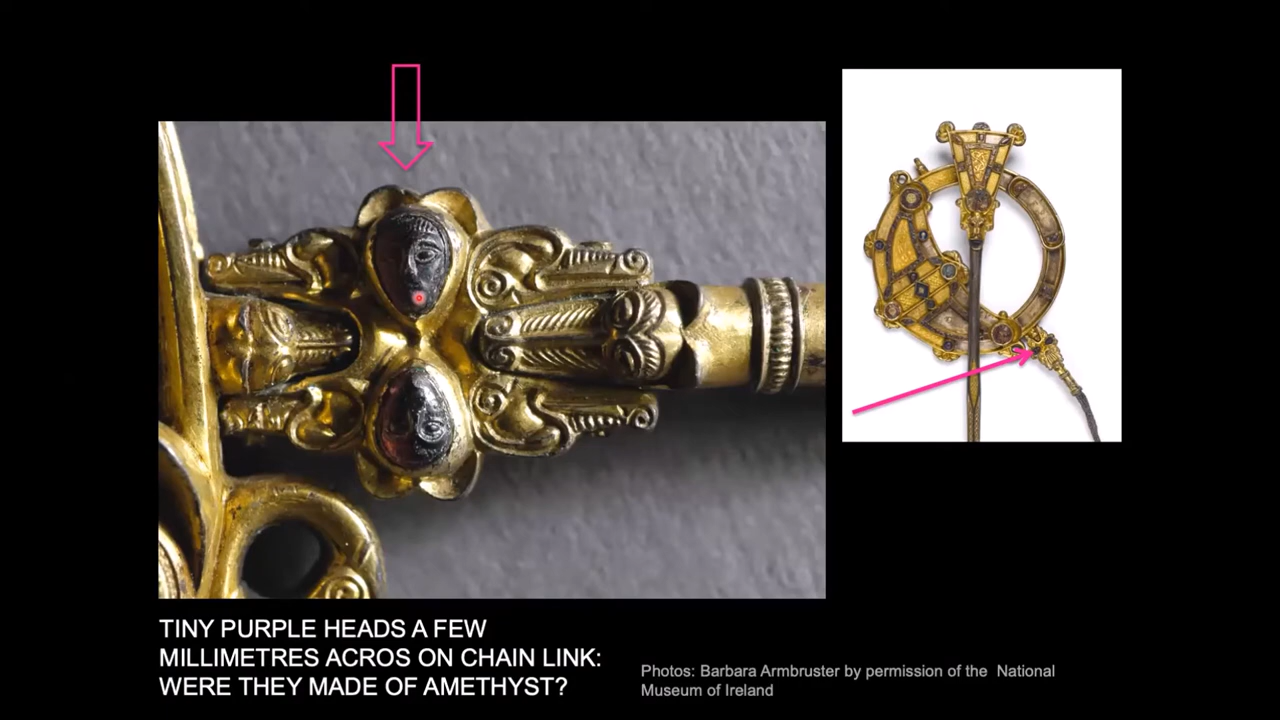 TINY PURPLE HEADS A FEW
MILLIMETRES ACROS ON CHAIN LINK:
WERE THEY MADE OF AMETHYST?
Photos: Barbara Armbruster by permission of the National
Museum of Ireland